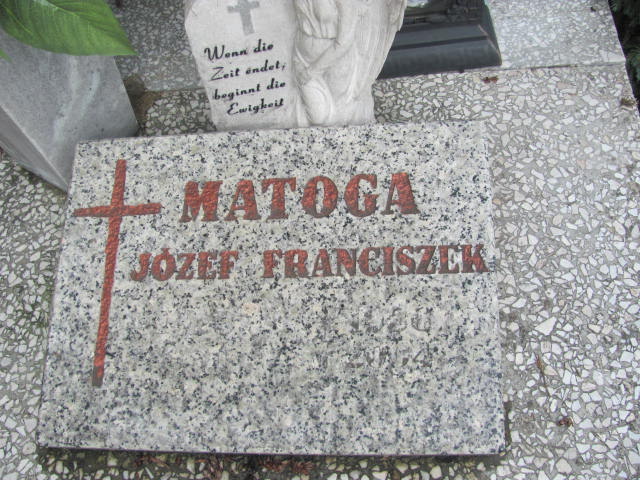 Wenn die
Zeit endet,
beginnt die
Ewigkeit
MATOGA
JÓZEF FRANCISZEK